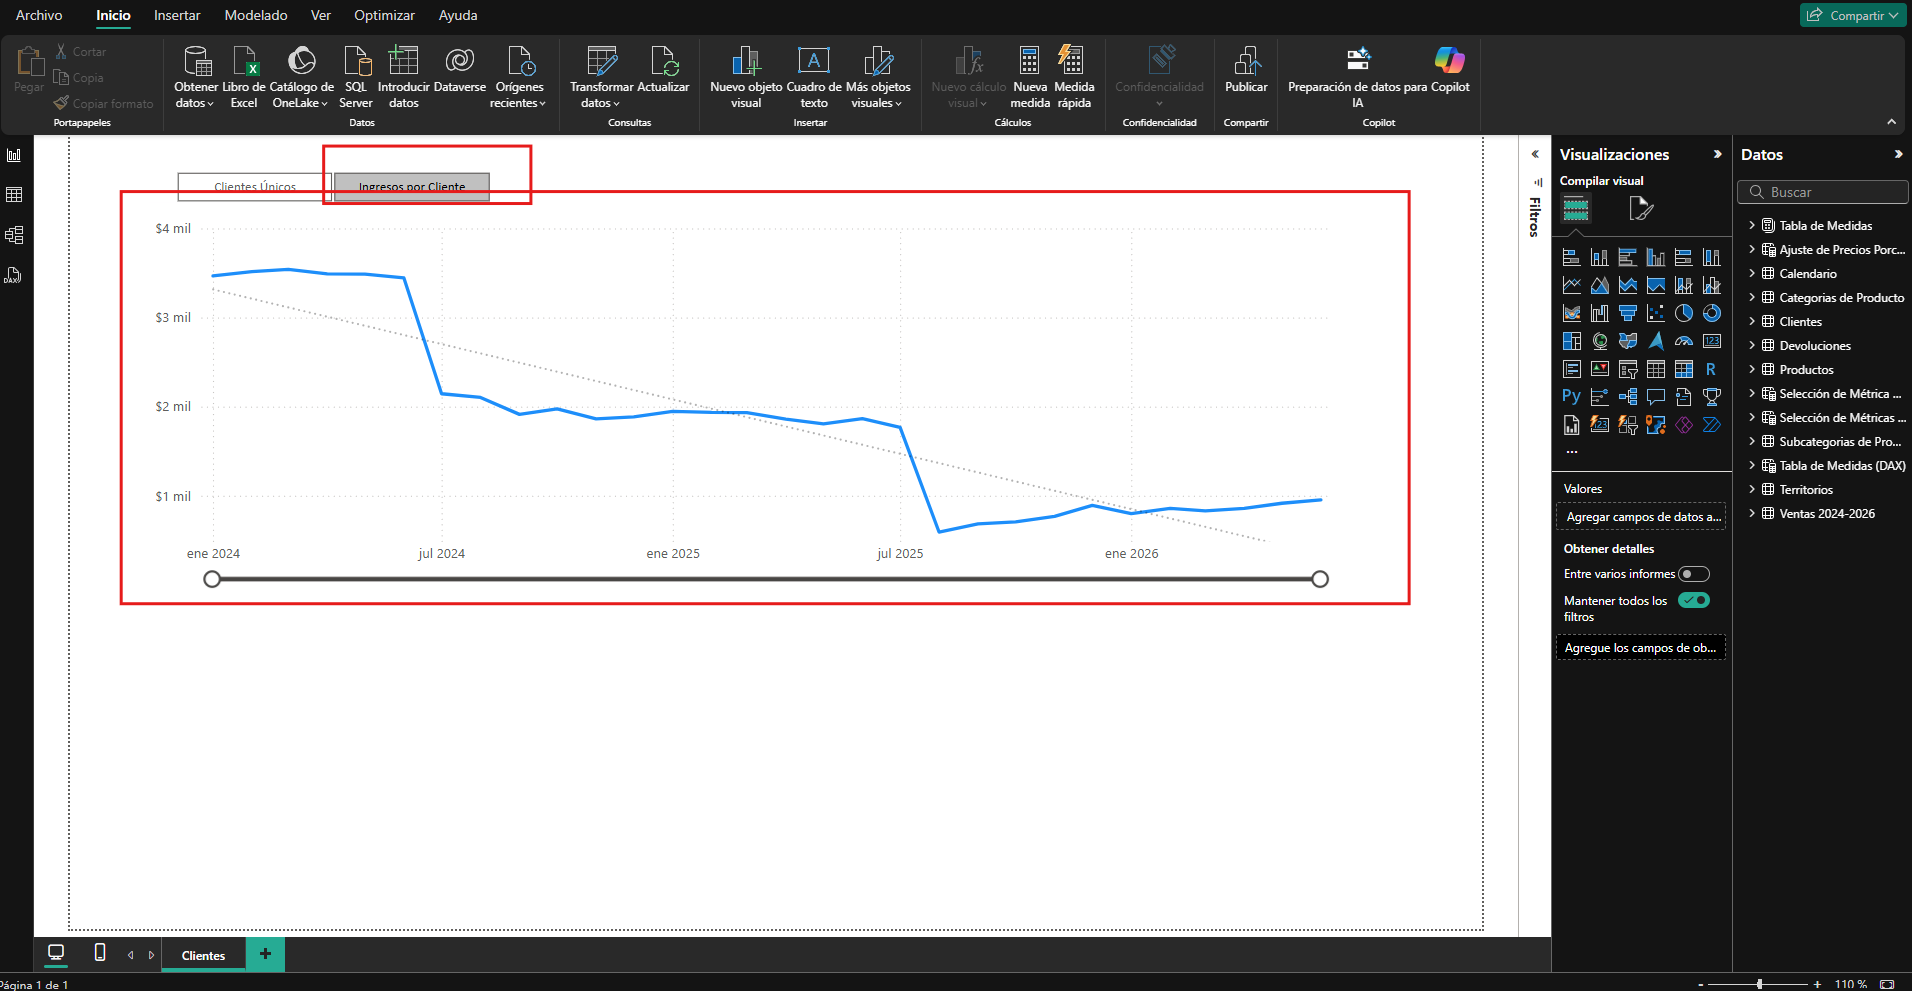 Archivo Inicio Insertar Modelado Ver Optimizar Ayuda Compartir
Pegar
Cortar
Copia
Copiar formato
Portapapeles
Obtener datos
Libro de Excel
Catálogo de OneLake
SQL Server
Introducir datos
Dataverse
Orígenes recientes
Datos
Transformar datos
Actualizar
Consultas
Nuevo objeto visual
Cuadro de texto
Más objetos visuales
Insertar
Nuevo cálculo visual
Nueva medida
Medida rápida
Cálculos
Confidencialidad
Confidencialidad
Publicar
Compartir
Preparación de datos para IA
Copilot
Copilot
Clientes Únicos
Ingresos por Cliente
$4 mil
$3 mil
$2 mil
$1 mil
ene 2024
jul 2024
ene 2025
jul 2025
ene 2026
Filtros
Visualizaciones
Compilar visual
123
R
Py
123
...
Valores
Agregar campos de datos a...
Obtener detalles
Entre varios informes
Mantener todos los
filtros
Agregue los campos de ob...
Datos
Buscar
Tabla de Medidas
Ajuste de Precios Porc...
Calendario
Categorias de Producto
Clientes
Devoluciones
Productos
Selección de Métrica ...
Selección de Métricas ...
Subcategorias de Pro...
Tabla de Medidas (DAX)
Territorios
Ventas 2024-2026
DAX
Clientes
+
Página 1 de 1
- + 110 %